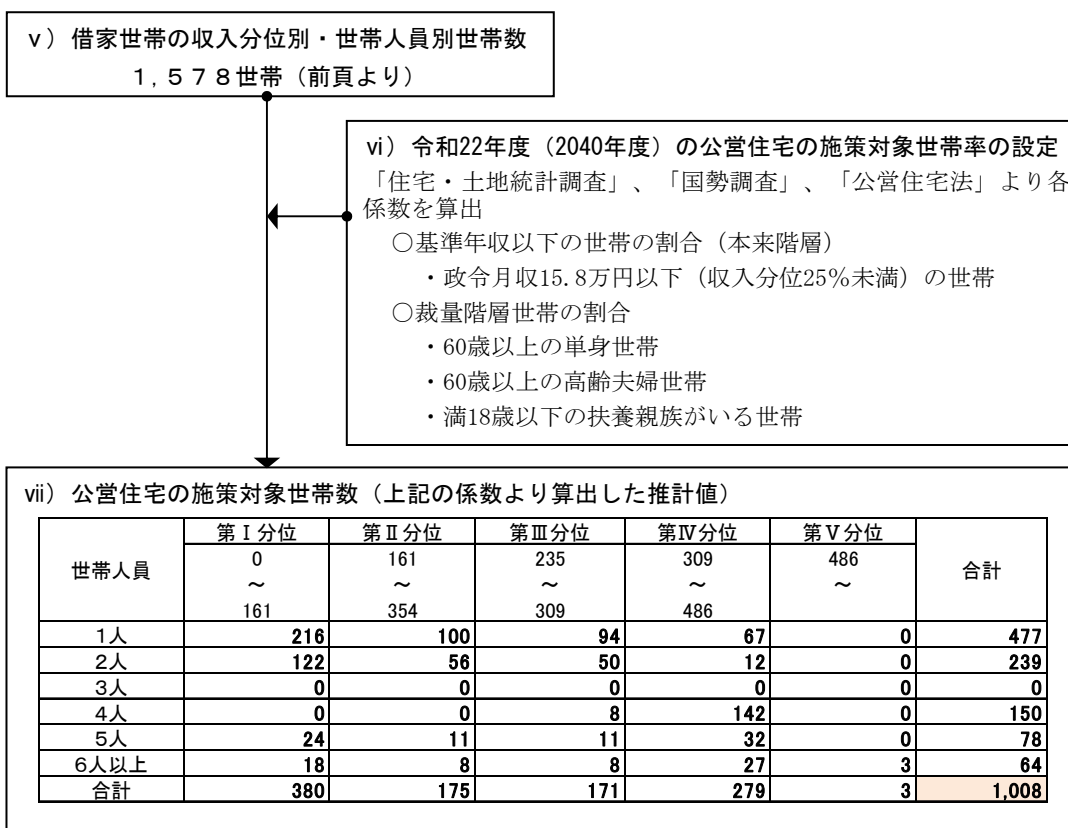 ⅴ）借家世帯の収入分位別・世帯人員別世帯数
１，５７８世帯（前頁より）
ⅵ）令和22年度（2040年度）の公営住宅の施策対象世帯率の設定
「住宅・土地統計調査」、「国勢調査」、「公営住宅法」より各
係数を算出
○基準年収以下の世帯の割合（本来階層）
・政令月収15.8万円以下（収入分位25％未満）の世帯
○裁量階層世帯の割合
・60歳以上の単身世帯
・60歳以上の高齢夫婦世帯
・満18歳以下の扶養親族がいる世帯
ⅶ）公営住宅の施策対象世帯数（上記の係数より算出した推計値）
世帯人員 第Ⅰ分位 第Ⅱ分位 第Ⅲ分位 第Ⅳ分位 第Ⅴ分位 合計
0 161 235 309 486
～ ～ ～ ～ ～
161 354 309 486
1人 216 100 94 67 0 477
2人 122 56 50 12 0 239
3人 0 0 0 0 0 0
4人 0 0 8 142 0 150
5人 24 11 11 32 0 78
6人以上 18 8 8 27 3 64
合計 380 175 171 279 3 1,008